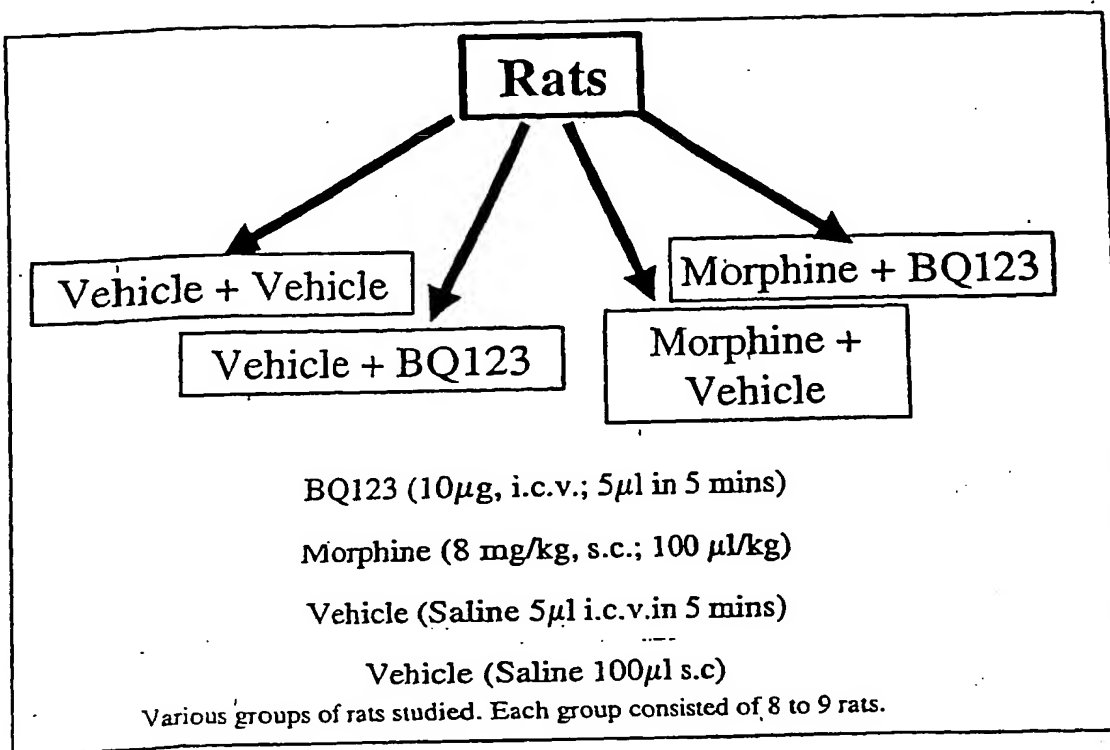 Rats
Vehicle + Vehicle
Morphine + BQ123
Vehicle + BQ123
Morphine +
Vehicle
BQ123 (10μg, i.c.v.; 5μl in 5 mins)
Morphine (8 mg/kg, s.c.; 100 μl/kg)
Vehicle (Saline 5μl i.c.v.in 5 mins)
Vehicle (Saline 100μl s.c)
Various groups of rats studied. Each group consisted of 8 to 9 rats.